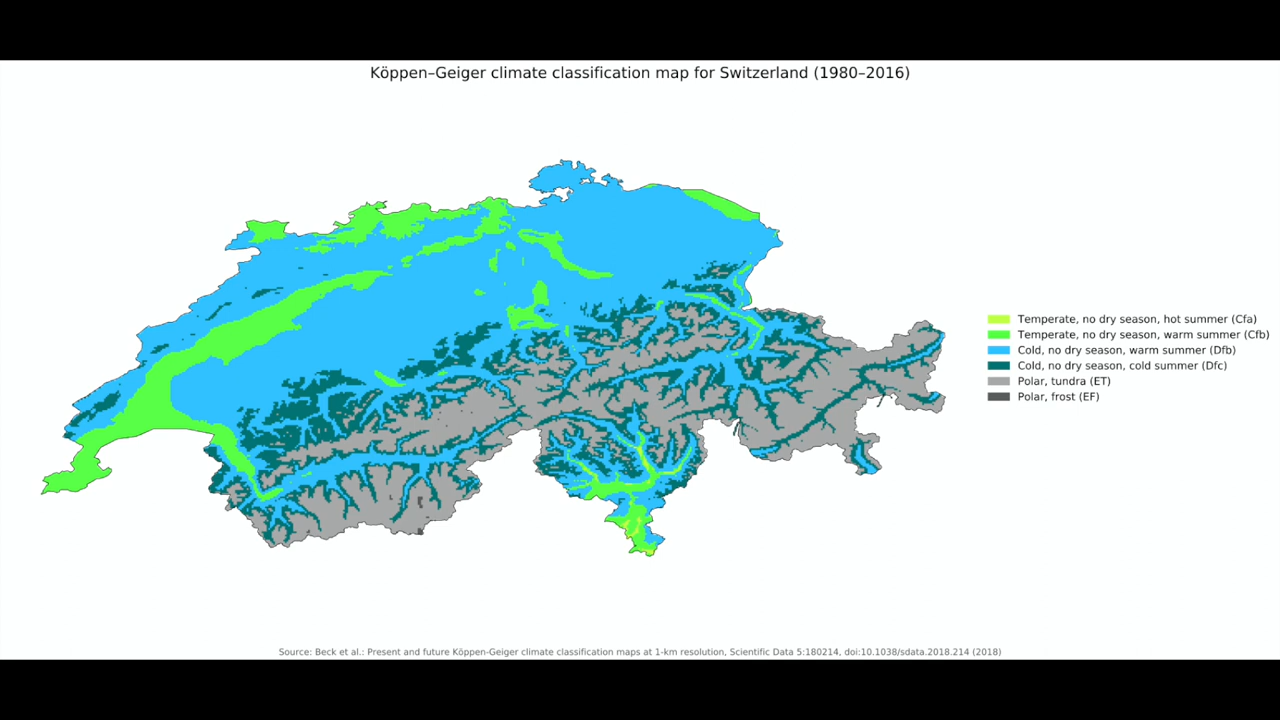 Köppen–Geiger climate classification map for Switzerland (1980–2016)
Temperate, no dry season, hot summer (Cfa)
Temperate, no dry season, warm summer (Cfb)
Cold, no dry season, warm summer (Dfb)
Cold, no dry season, cold summer (Dfc)
Polar, tundra (ET)
Polar, frost (EF)
Source: Beck et al.: Present and future Köppen-Geiger climate classification maps at 1-km resolution, Scientific Data 5:180214, doi:10.1038/sdata.2018.214 (2018)